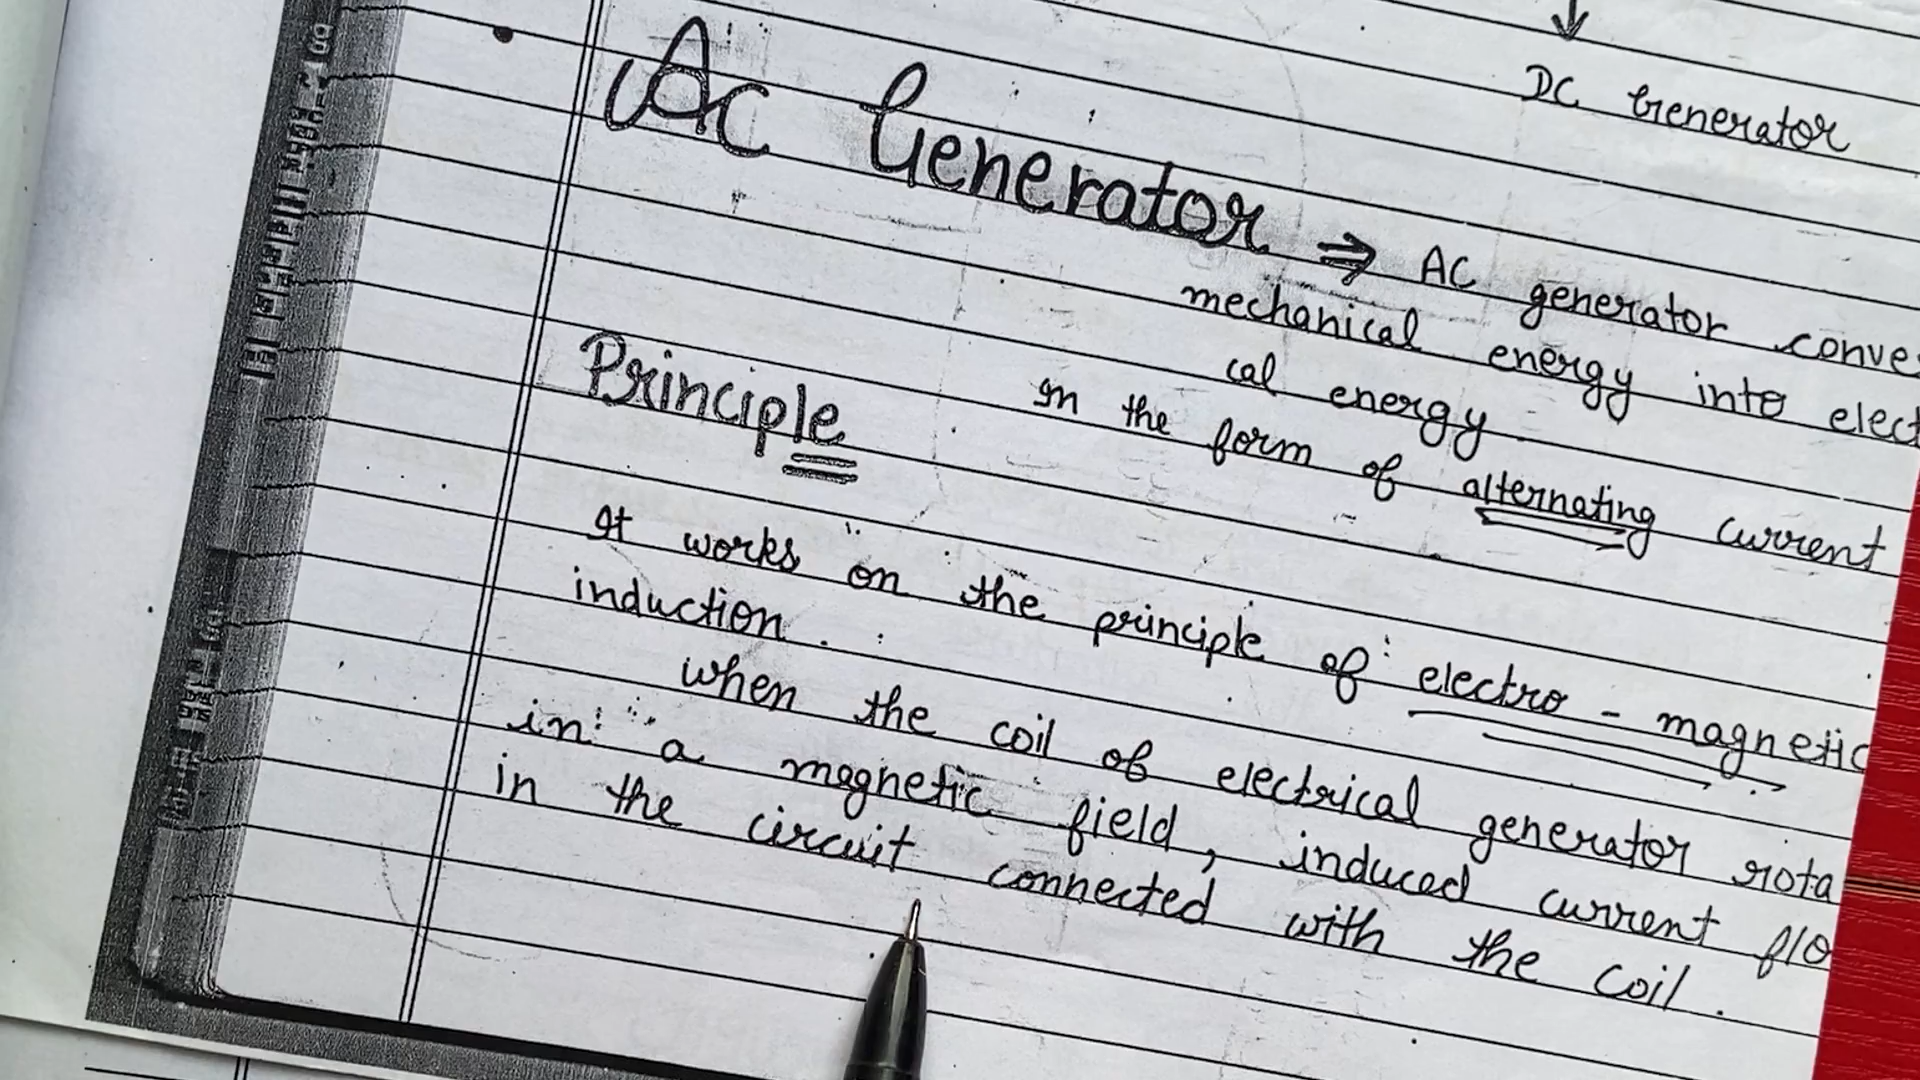 DC Generator
Ac Generator ⇒ AC generator conve
mechanical energy into elect
cal energy
In the form of alternating current
Principle
It works on the principle of electro - magnetic
induction.
when the coil of electrical generator rota
in a magnetic field, induced current flo
in the circuit connected with the coil.